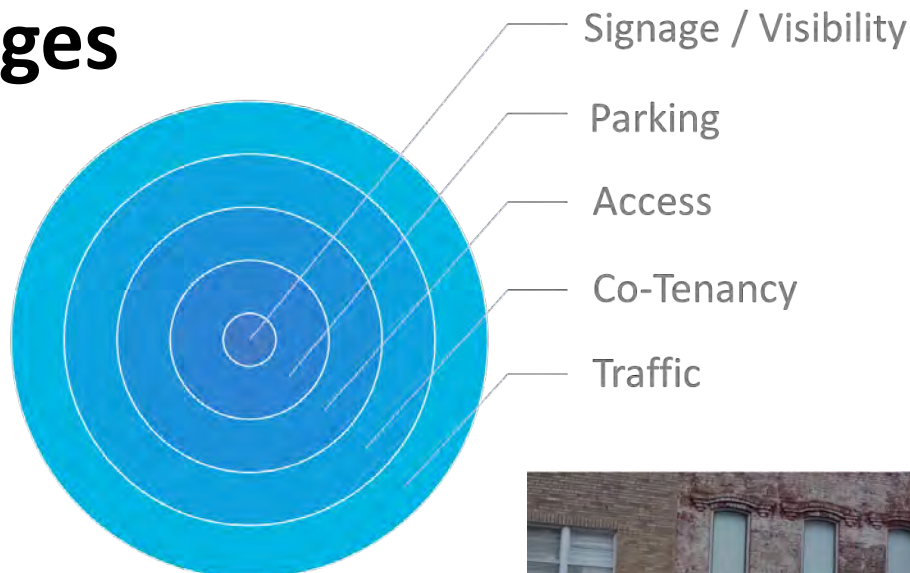 ges
Signage / Visibility
Parking
Access
Co-Tenancy
Traffic